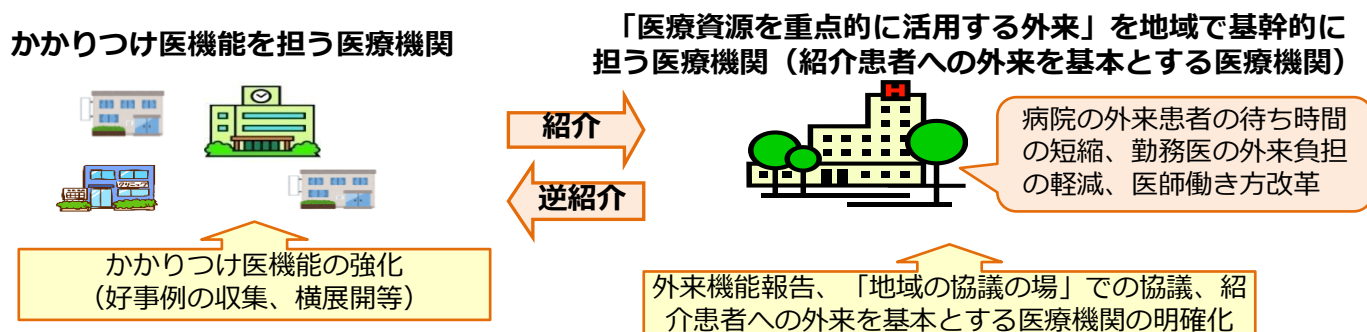 かかりつけ医機能を担う医療機関
「医療資源を重点的に活用する外来」を地域で基幹的に
担う医療機関（紹介患者への外来を基本とする医療機関）
紹介
逆紹介
H
病院の外来患者の待ち時間
の短縮、勤務医の外来負担
の軽減、医師働き方改革
かかりつけ医機能の強化
（好事例の収集、横展開等）
外来機能報告、「地域の協議の場」での協議、紹
介患者への外来を基本とする医療機関の明確化